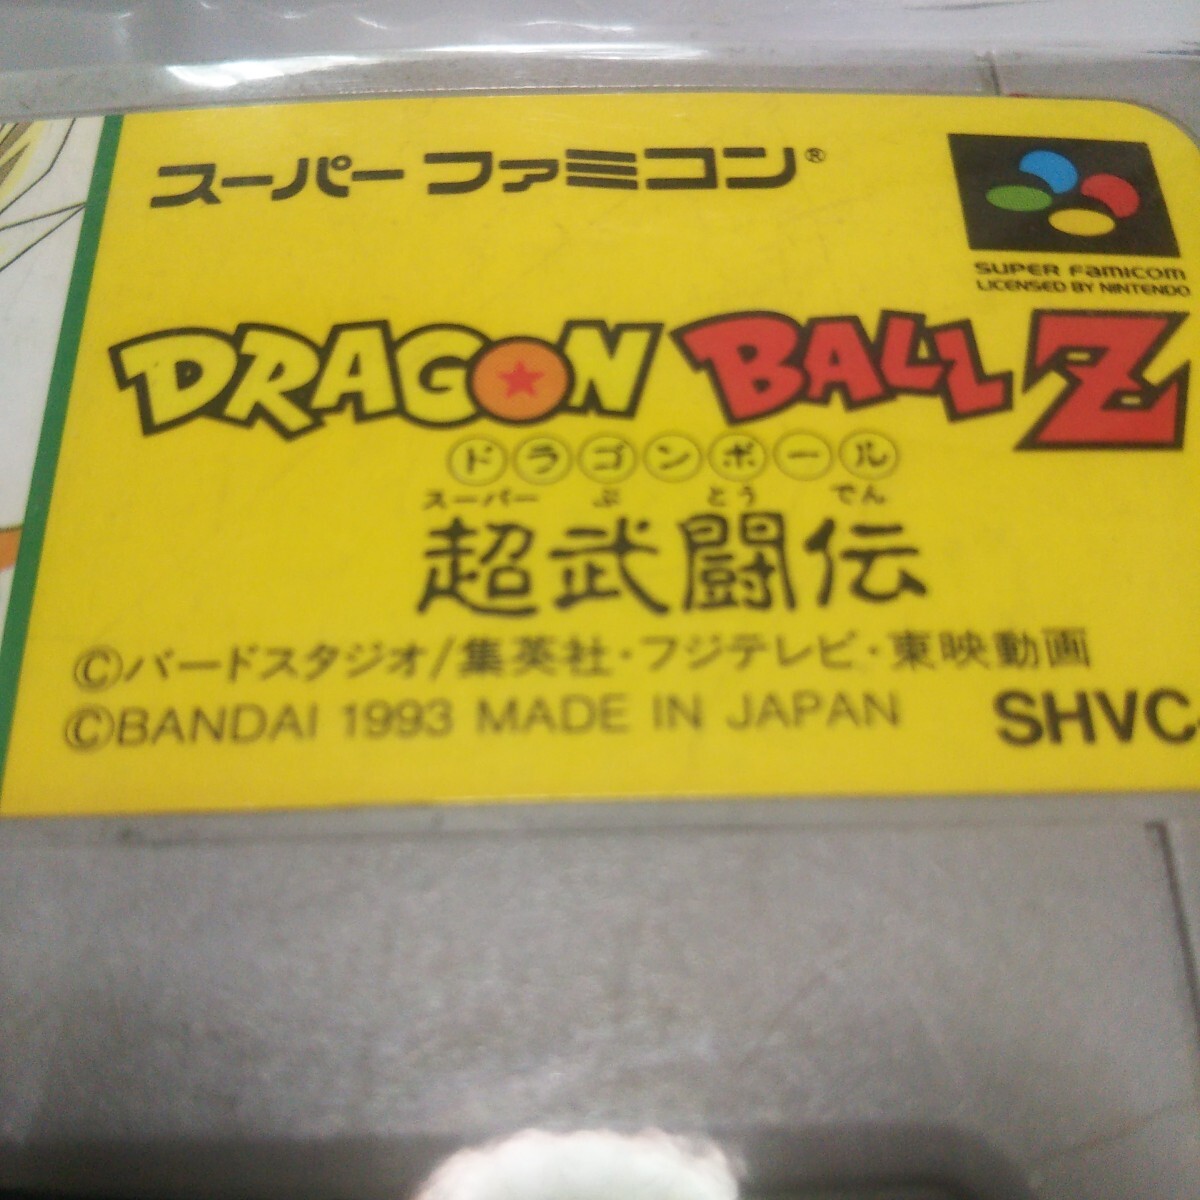 スーパーファミコン®
SUPER FAMICOM
LICENSED BY NINTENDO
DRAGON BALL Z
ドラゴンボール
スーパー ぶ とう でん
超武闘伝
©バードスタジオ/集英社・フジテレビ・東映動画
©BANDAI 1993 MADE IN JAPAN SHVC